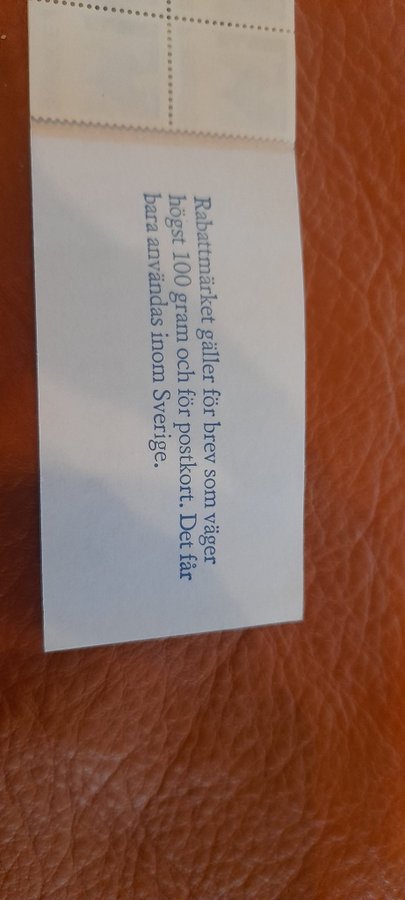 Rabattmärket gäller för brev som väger
högst 100 gram och för postkort. Det får
bara användas inom Sverige.